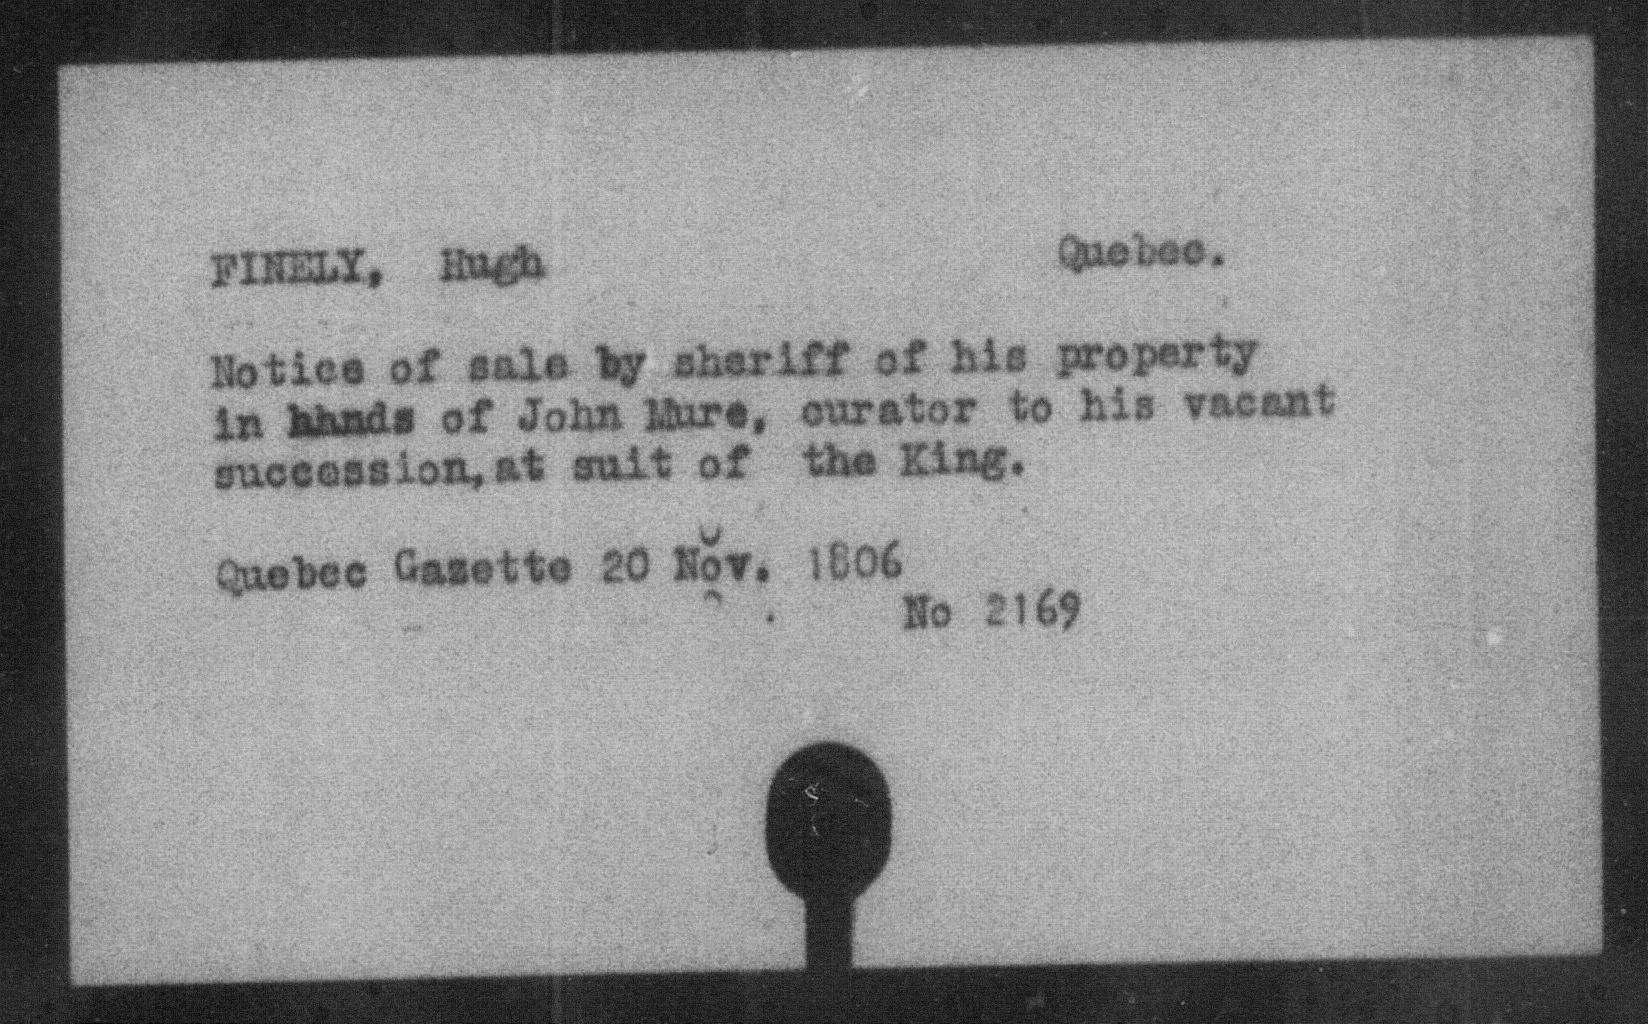 FINELY, Hugh Quebec.
Notice of sale by sheriff of his property
in hands of John Mure, curator to his vacant
succession, at suit of the King.
Quebec Gazette 20 Nov. 1806
No 2169